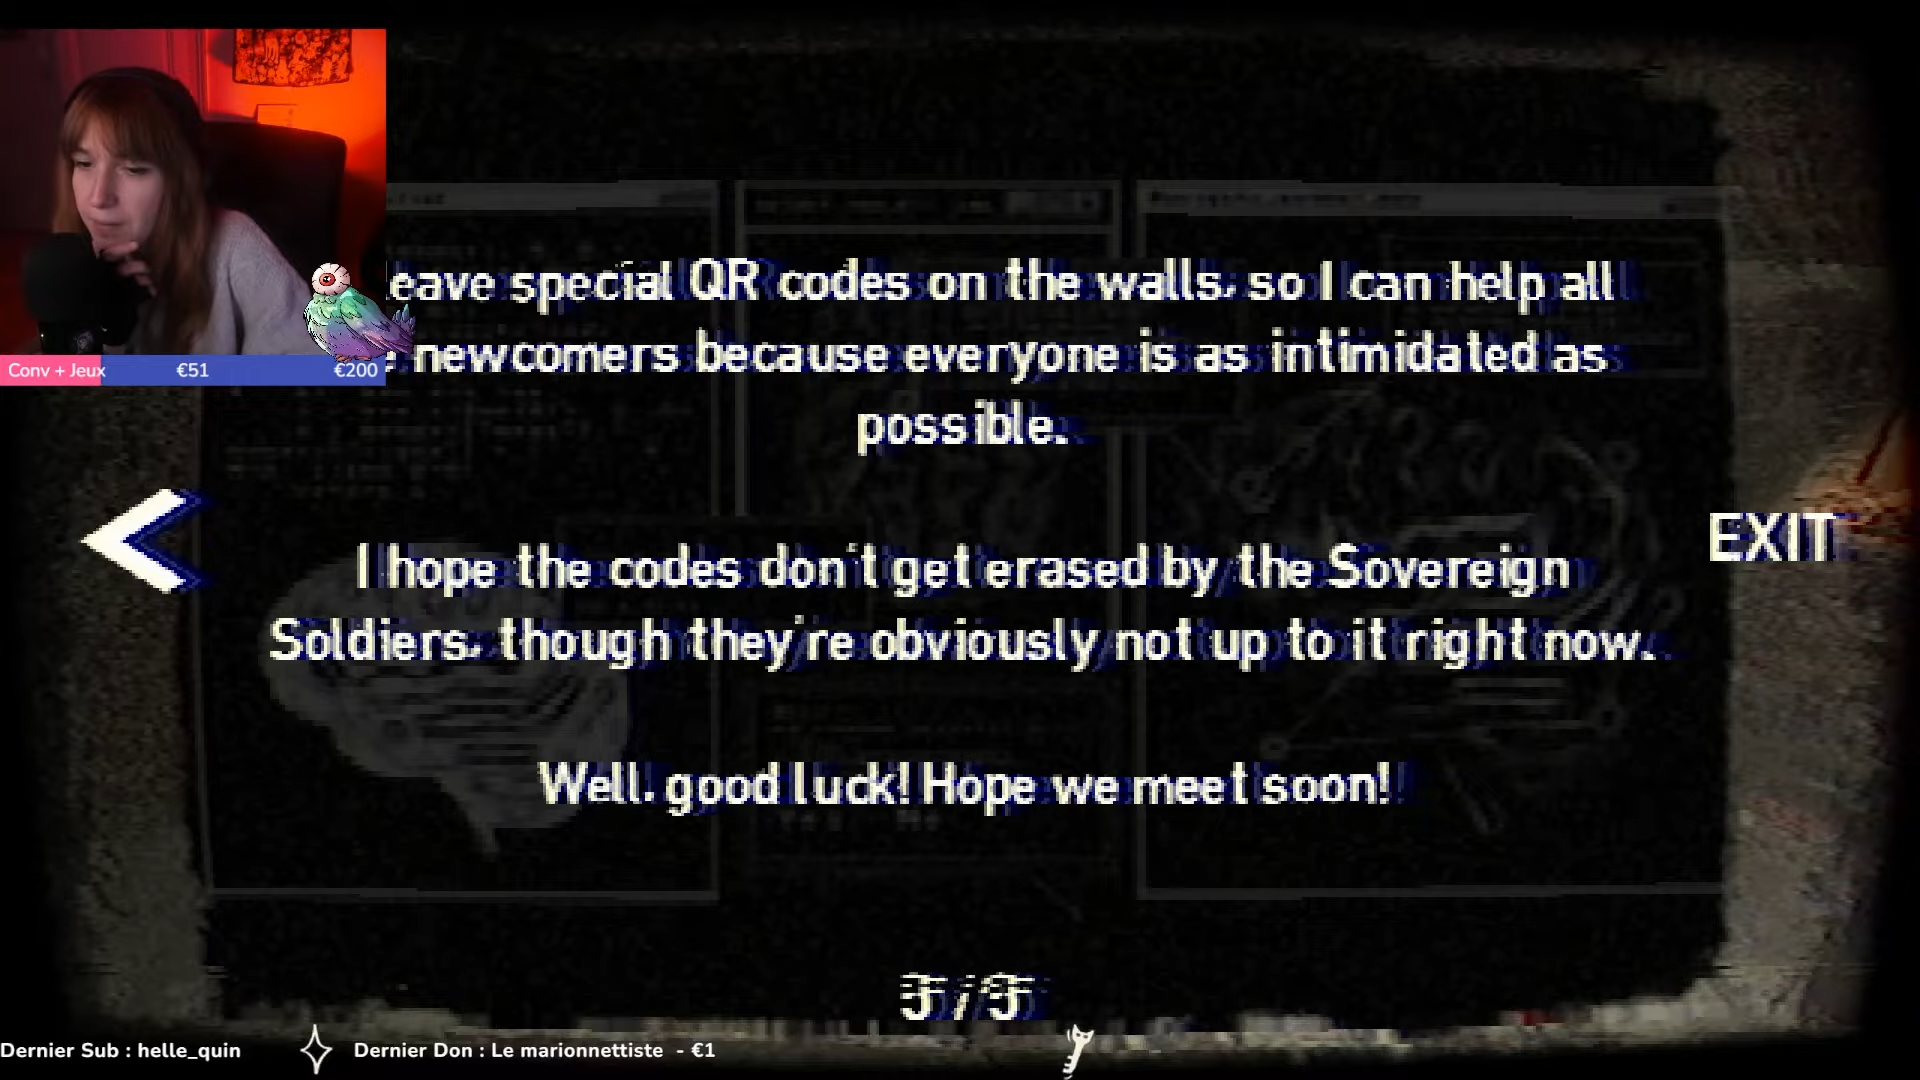 eave special QR codes on the walls, so I can help all
newcomers because everyone is as intimidated as
possible.
I hope the codes don't get erased by the Sovereign
Soldiers, though they're obviously not up to it right now.
Well, good luck! Hope we meet soon!
EXIT
Conv + Jeux €51 €200
Dernier Sub : helle_quin
Dernier Don : Le marionnettiste - €1